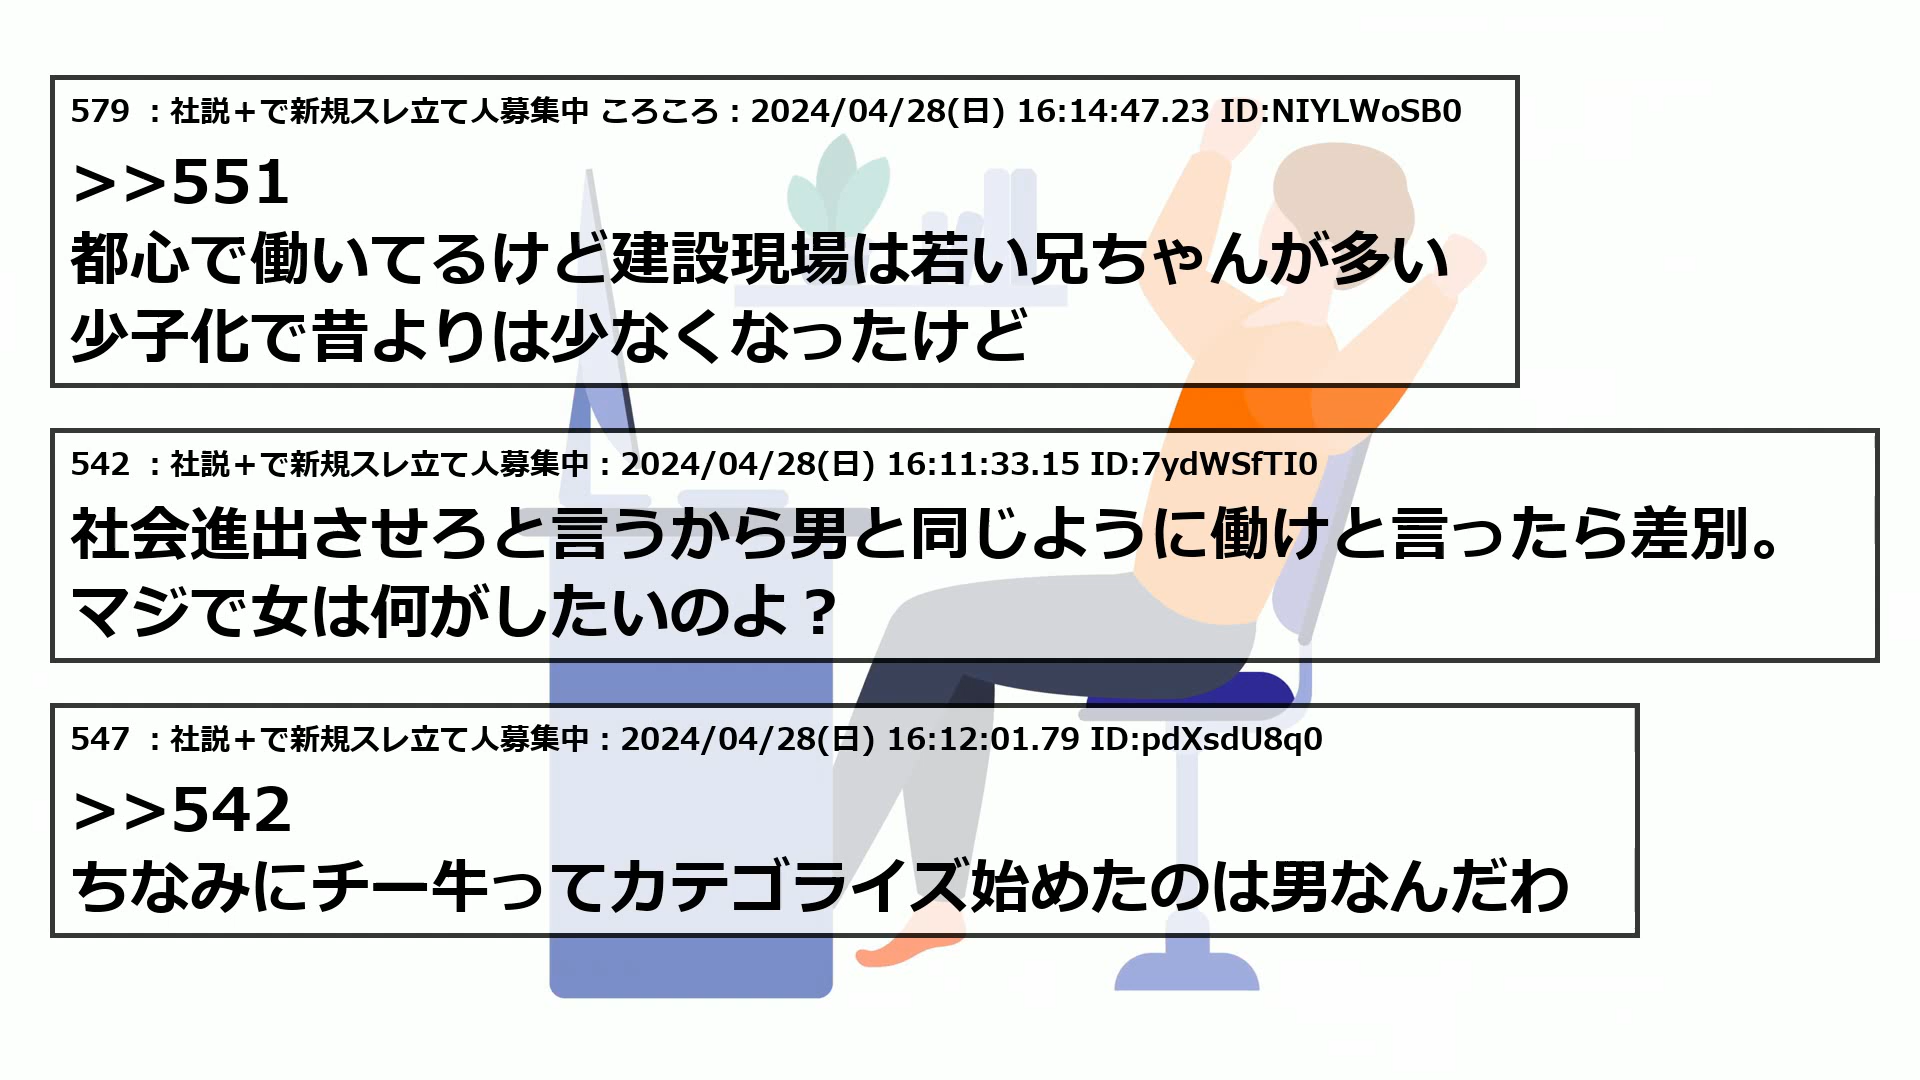 579 ：社説＋で新規スレ立て人募集中 ころころ：2024/04/28(日) 16:14:47.23 ID:NIYLWoSB0
>>551
都心で働いてるけど建設現場は若い兄ちゃんが多い
少子化で昔よりは少なくなったけど
542 ：社説＋で新規スレ立て人募集中：2024/04/28(日) 16:11:33.15 ID:7ydWSfTI0
社会進出させろと言うから男と同じように働けと言ったら差別。
マジで女は何がしたいのよ？
547 ：社説＋で新規スレ立て人募集中：2024/04/28(日) 16:12:01.79 ID:pdXsdU8q0
>>542
ちなみにチー牛ってカテゴライズ始めたのは男なんだわ